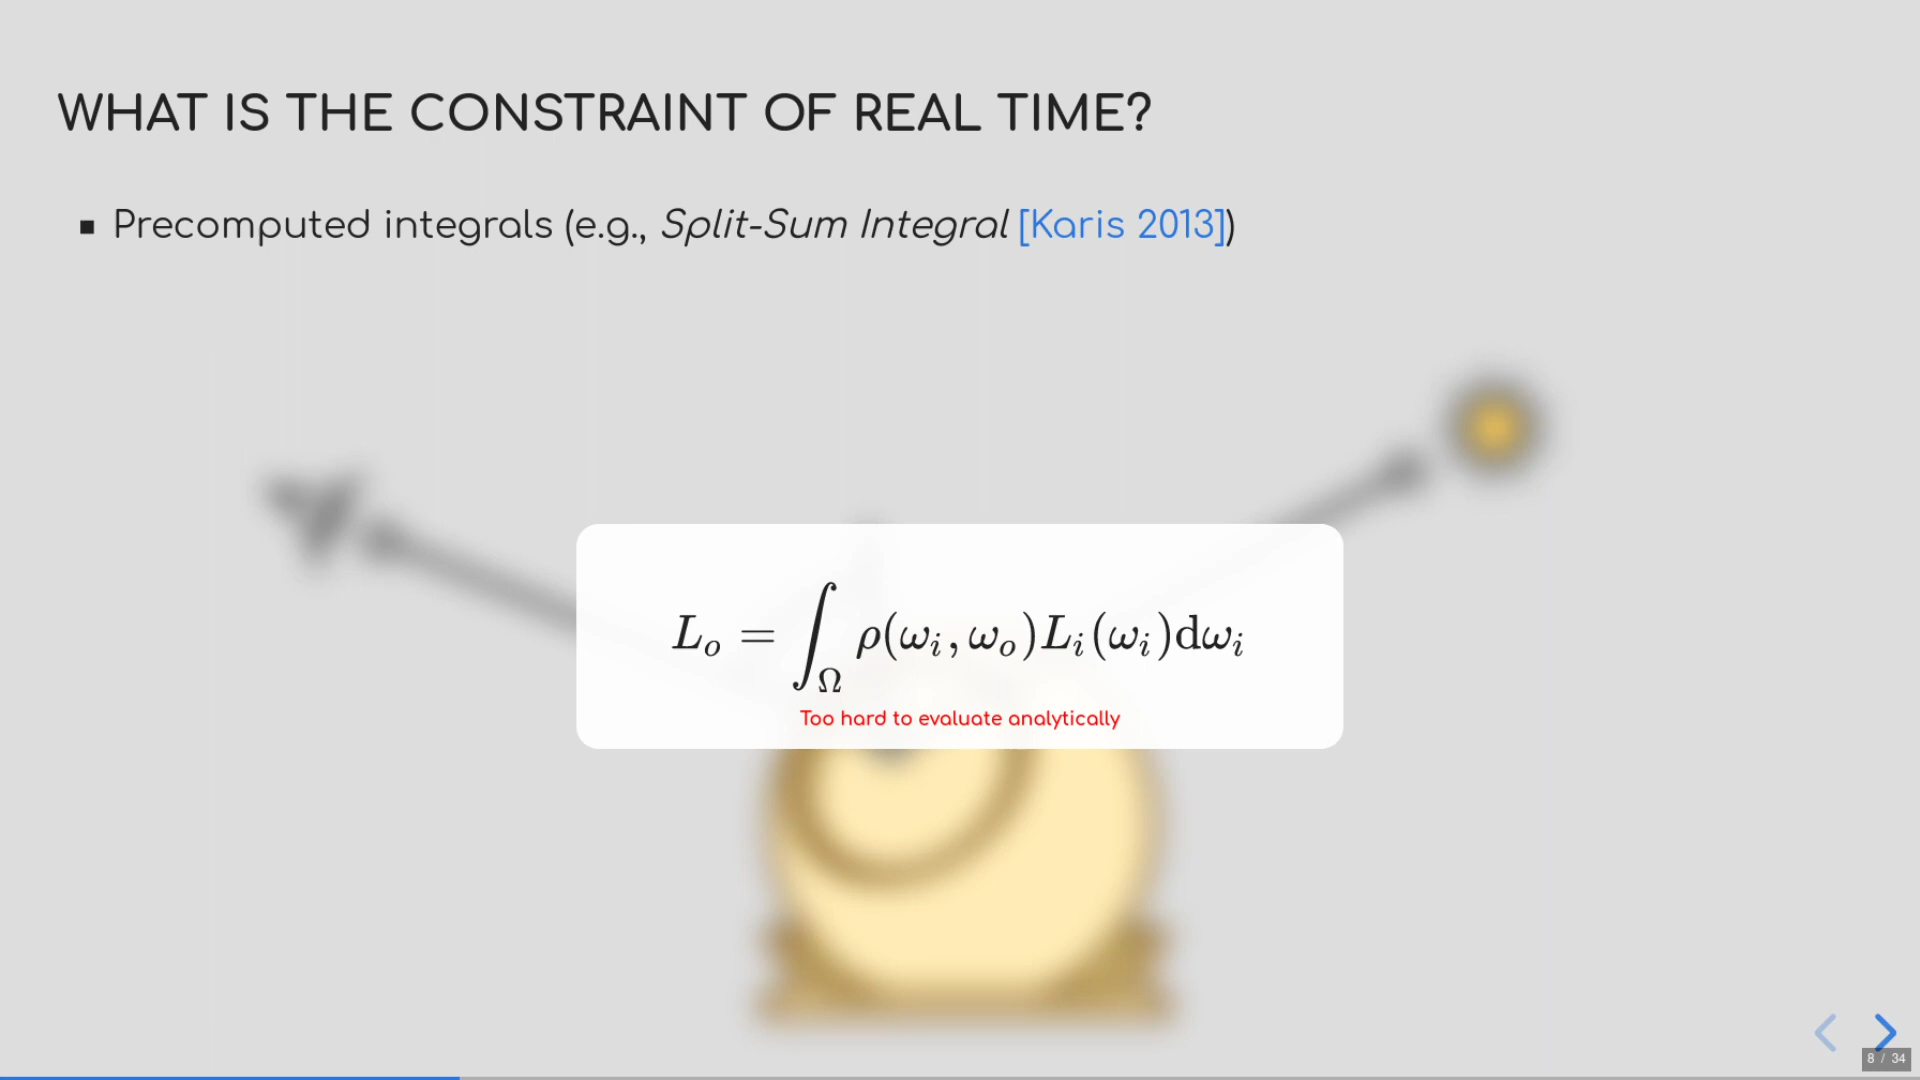 WHAT IS THE CONSTRAINT OF REAL TIME?
▪ Precomputed integrals (e.g., Split-Sum Integral [Karis 2013])
L_o = ∫_Ω ρ(ω_i, ω_o) L_i(ω_i) dω_i
Too hard to evaluate analytically
8 / 34